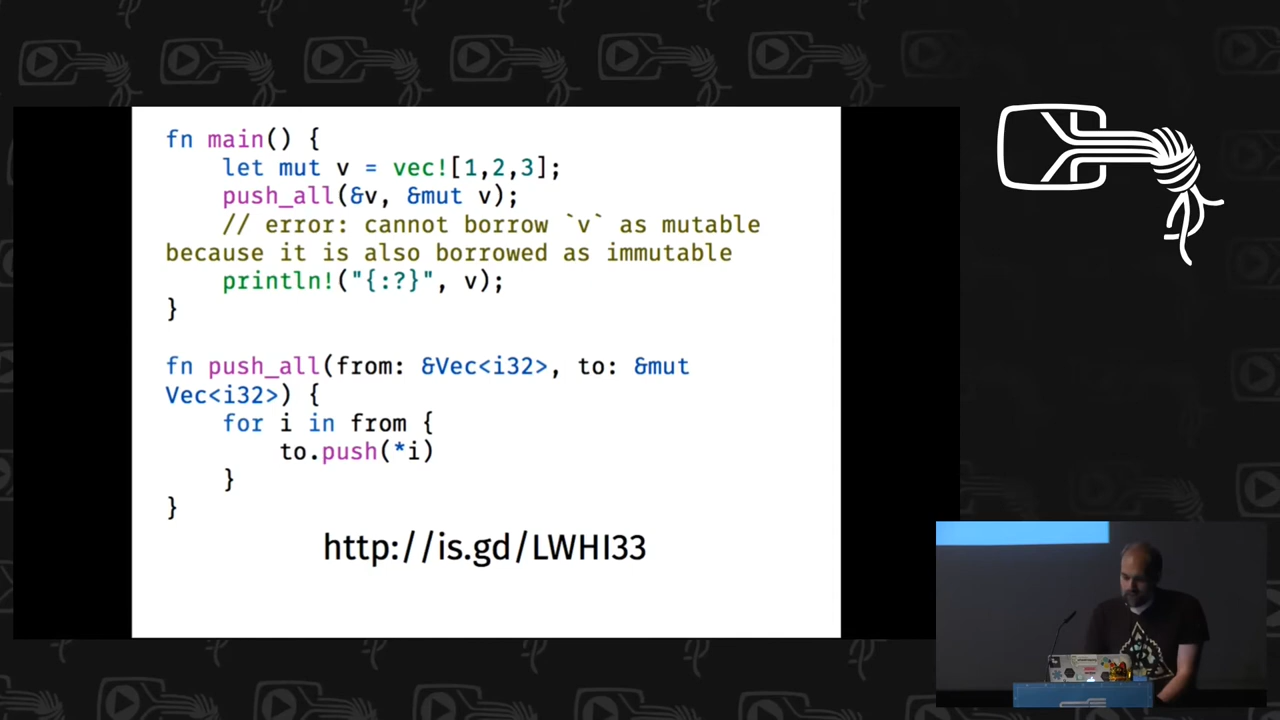 fn main() {
    let mut v = vec![1,2,3];
    push_all(&v, &mut v);
    // error: cannot borrow `v` as mutable
because it is also borrowed as immutable
    println!("{:?}", v);
}
fn push_all(from: &Vec<i32>, to: &mut
Vec<i32>) {
    for i in from {
        to.push(*i)
    }
}
http://is.gd/LWHI33